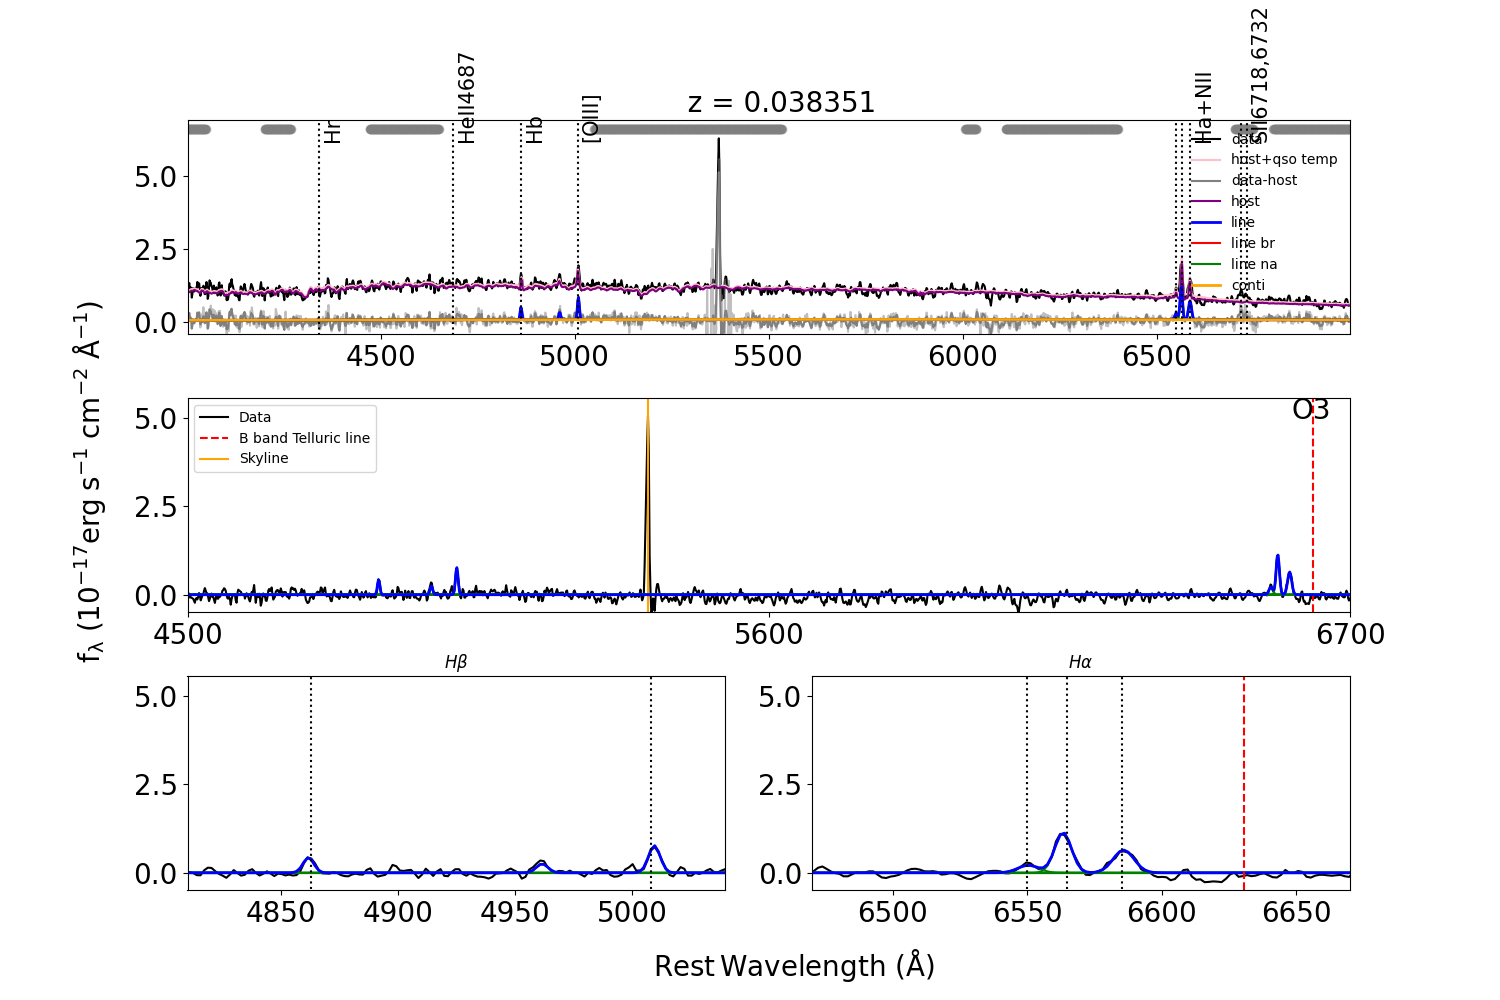 z = 0.038351
Hr
HeII4687
Hb
[OIII]
Ha+NII
SII6718,6732
data
host+qso temp
data-host
host
line
line br
line na
conti
5.0
2.5
0.0
4500 5000 5500 6000 6500
fλ (10⁻¹⁷erg s⁻¹ cm⁻² Å⁻¹)
Data
B band Telluric line
Skyline
O3
5.0
2.5
0.0
4500 5600 6700
Hβ
5.0
2.5
0.0
4850 4900 4950 5000
Hα
5.0
2.5
0.0
6500 6550 6600 6650
Rest Wavelength (Å)